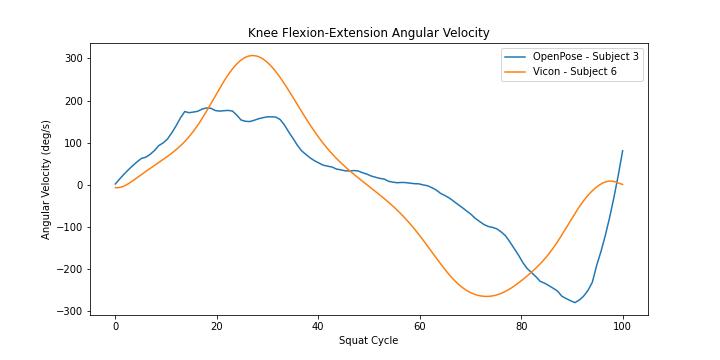 Knee Flexion-Extension Angular Velocity
OpenPose - Subject 3
Vicon - Subject 6
Angular Velocity (deg/s)
300
200
100
0
−100
−200
−300
0
20
40
60
80
100
Squat Cycle